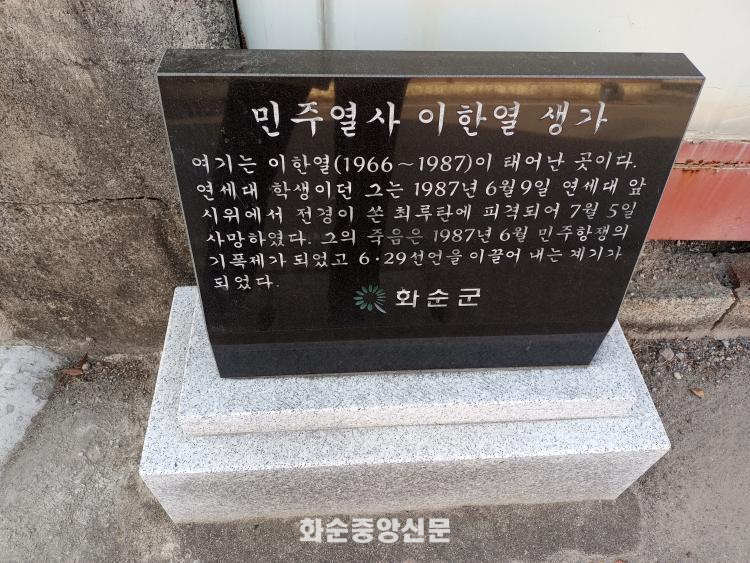 민주열사 이한열 생가
여기는 이한열(1966~1987)이 태어난 곳이다.
연세대 학생이던 그는 1987년 6월9일 연세대 앞
시위에서 전경이 쏜 최루탄에 피격되어 7월 5일
사망하였다. 그의 죽음은 1987년 6월 민주항쟁의
기폭제가 되었고 6·29선언을 이끌어 내는 계기가
되었다.
화순군
화순중앙신문